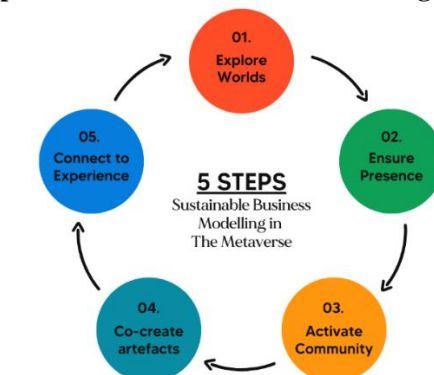 01.
Explore
Worlds
02.
Ensure
Presence
03.
Activate
Community
04.
Co-create
artefacts
05.
Connect to
Experience
5 STEPS
Sustainable Business
Modelling in
The Metaverse